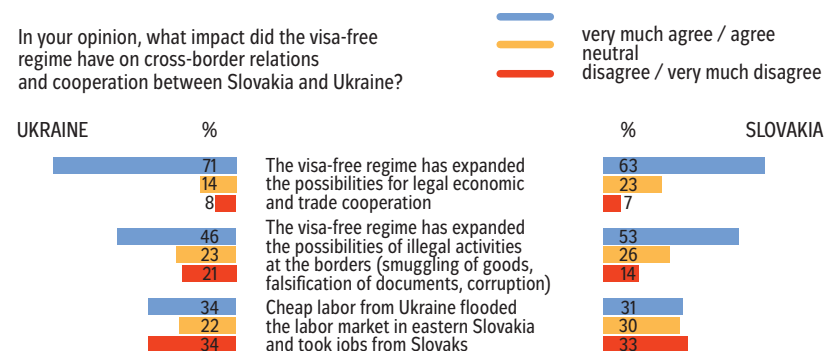 In your opinion, what impact did the visa-free
regime have on cross-border relations
and cooperation between Slovakia and Ukraine?
very much agree / agree
neutral
disagree / very much disagree
UKRAINE % % SLOVAKIA
71 The visa-free regime has expanded 63
14 the possibilities for legal economic 23
8 and trade cooperation 7
The visa-free regime has expanded
46 the possibilities of illegal activities 53
23 at the borders (smuggling of goods, 26
21 falsification of documents, corruption) 14
34 Cheap labor from Ukraine flooded 31
22 the labor market in eastern Slovakia 30
34 and took jobs from Slovaks 33